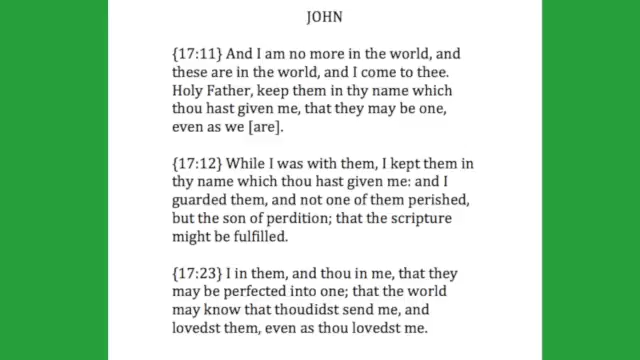 JOHN
{17:11} And I am no more in the world, and
these are in the world, and I come to thee.
Holy Father, keep them in thy name which
thou hast given me, that they may be one,
even as we [are].
{17:12} While I was with them, I kept them in
thy name which thou hast given me: and I
guarded them, and not one of them perished,
but the son of perdition; that the scripture
might be fulfilled.
{17:23} I in them, and thou in me, that they
may be perfected into one; that the world
may know that thoudidst send me, and
lovedst them, even as thou lovedst me.